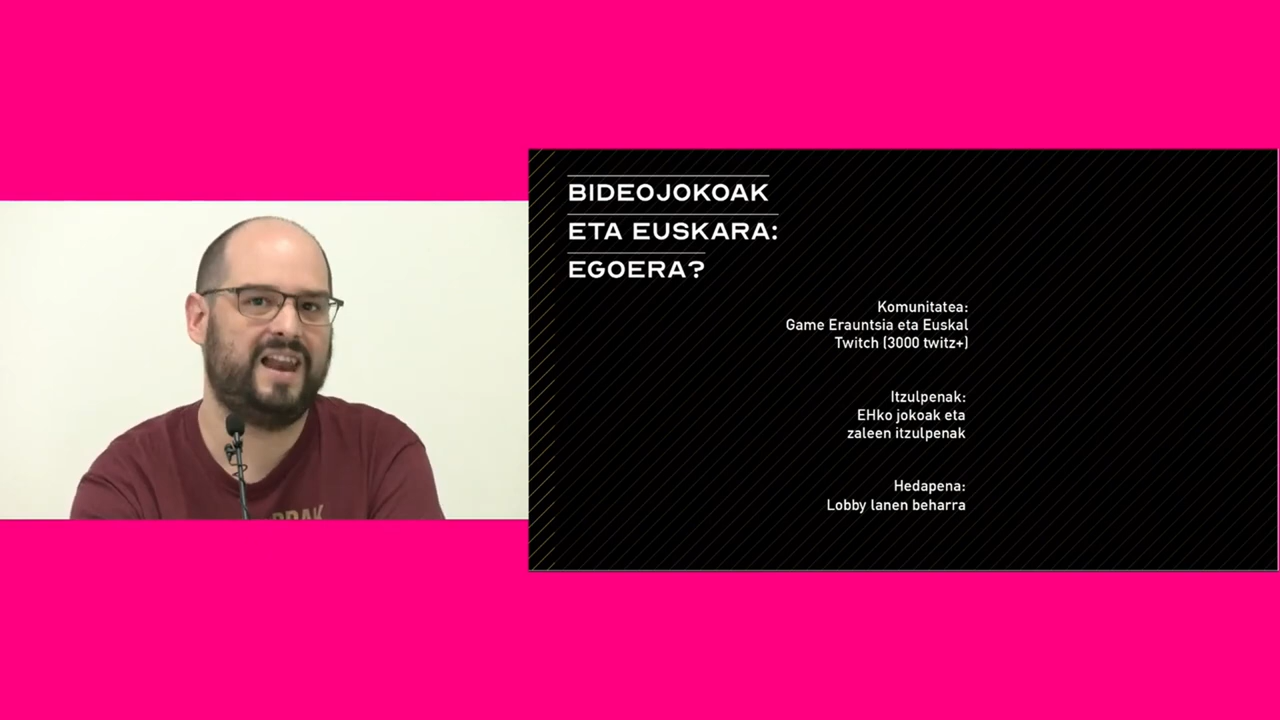 BIDEOJOKOAK
ETA EUSKARA:
EGOERA?
Komunitatea:
Game Erauntsia eta Euskal
Twitch (3000 twitz+)
Itzulpenak:
EHko jokoak eta
zaleen itzulpenak
Hedapena:
Lobby lanen beharra